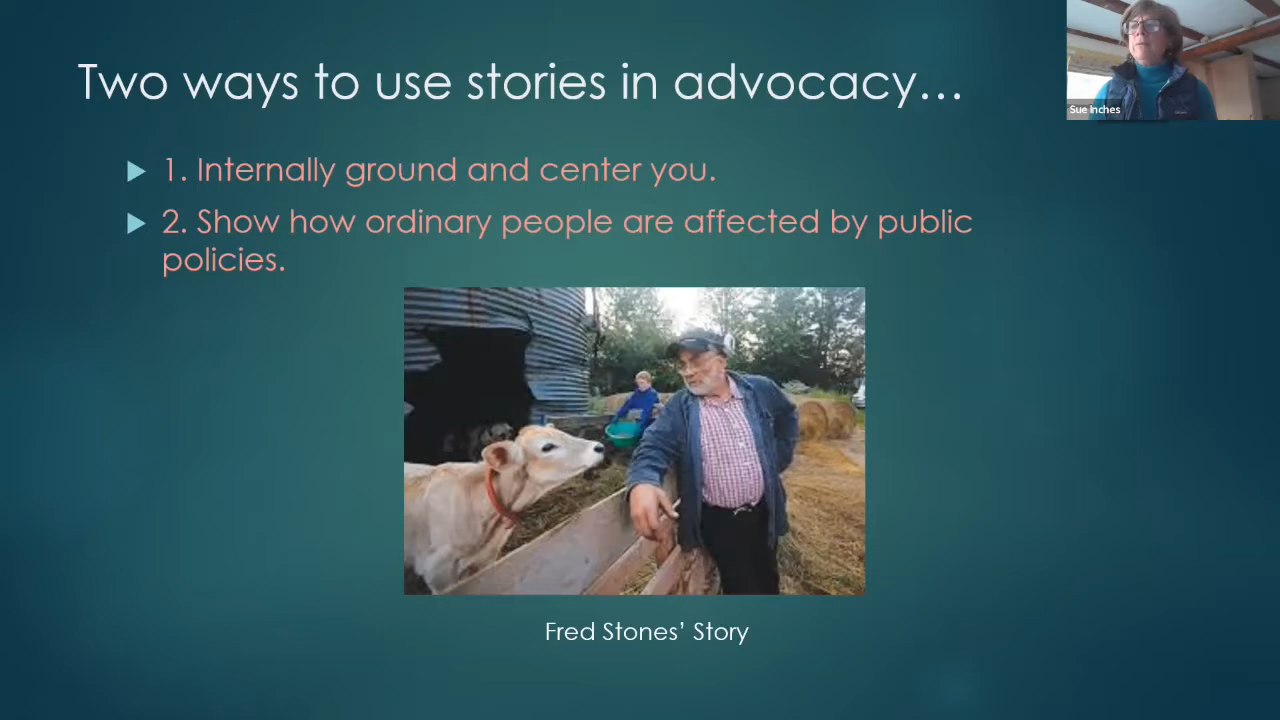 Two ways to use stories in advocacy…
Sue Inches
1. Internally ground and center you.
2. Show how ordinary people are affected by public
policies.
Fred Stones’ Story